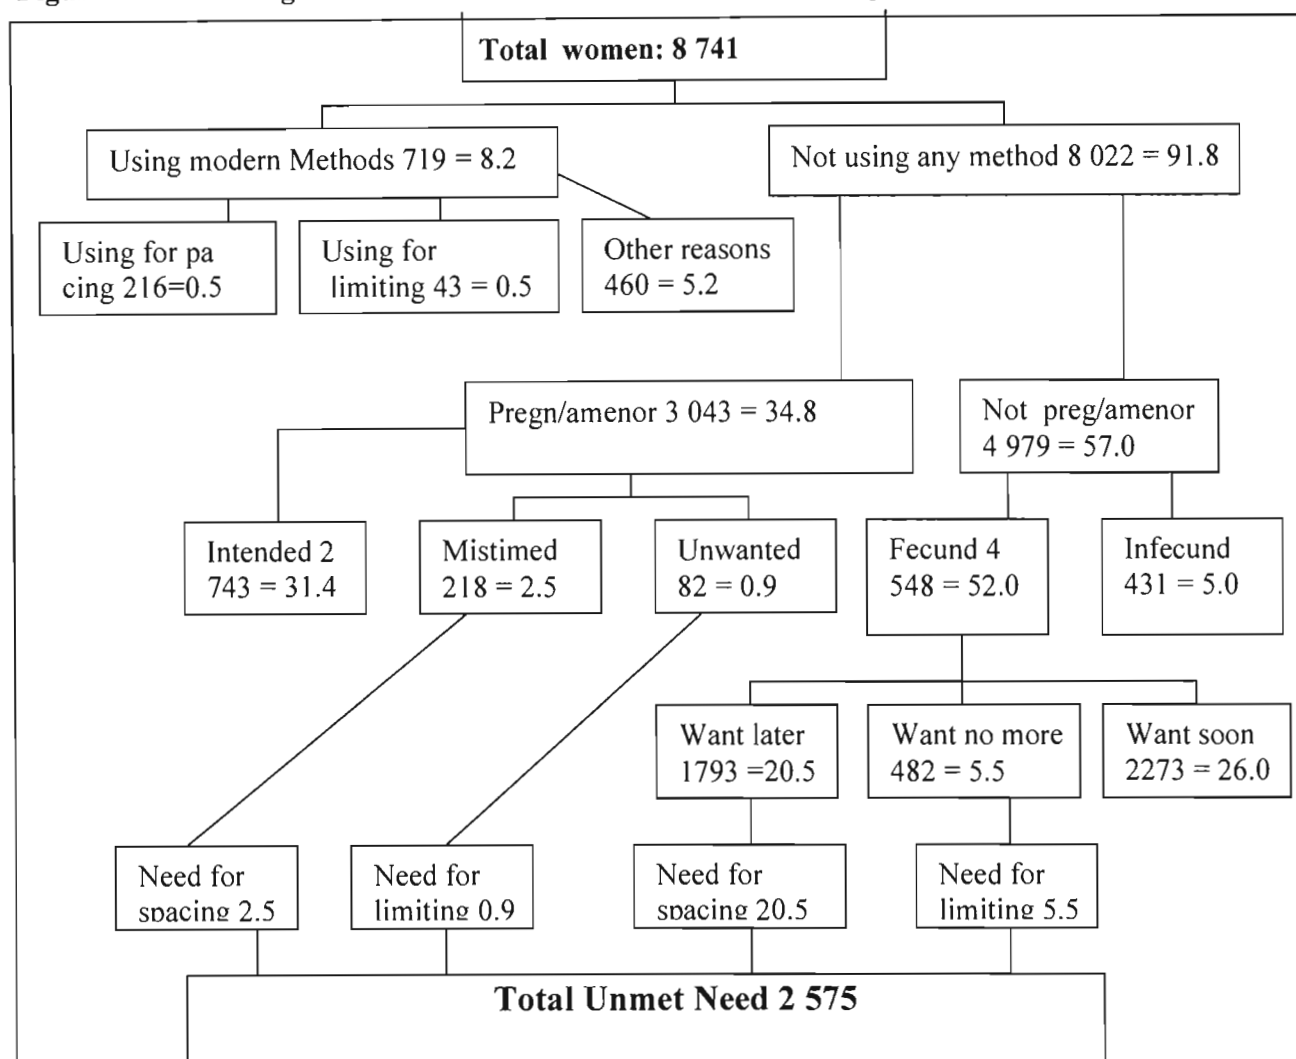 Total women: 8 741
Using modern Methods 719 = 8.2
Not using any method 8 022 = 91.8
Using for pa
cing 216=0.5
Using for
limiting 43 = 0.5
Other reasons
460 = 5.2
Pregn/amenor 3 043 = 34.8
Not preg/amenor
4 979 = 57.0
Intended 2
743 = 31.4
Mistimed
218 = 2.5
Unwanted
82 = 0.9
Fecund 4
548 = 52.0
Infecund
431 = 5.0
Want later
1793 =20.5
Want no more
482 = 5.5
Want soon
2273 = 26.0
Need for
spacing 2.5
Need for
limiting 0.9
Need for
spacing 20.5
Need for
limiting 5.5
Total Unmet Need 2 575